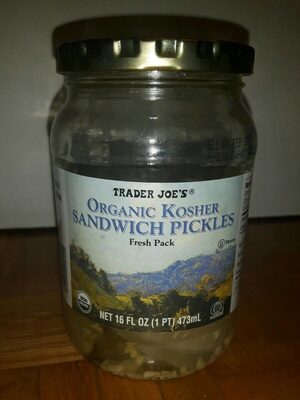 TRADER JOE'S®
ORGANIC KOSHER
SANDWICH PICKLES
Fresh Pack
NET 16 FL OZ (1 PT) 473mL